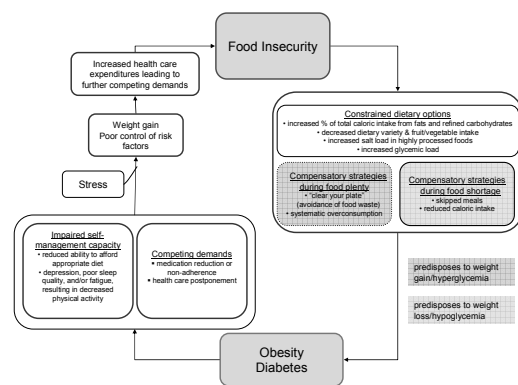 Food Insecurity
Increased health care
expenditures leading to
further competing demands
Weight gain
Poor control of risk
factors
Stress
Constrained dietary options
• increased % of total caloric intake from fats and refined carbohydrates
• decreased dietary variety & fruit/vegetable intake
• increased salt load in highly processed foods
• increased glycemic load
Compensatory strategies
during food plenty
• "clear your plate"
(avoidance of food waste)
• systematic overconsumption
Compensatory strategies
during food shortage
• skipped meals
• reduced caloric intake
Impaired self-
management capacity
• reduced ability to afford
appropriate diet
• depression, poor sleep
quality, and/or fatigue,
resulting in decreased
physical activity
Competing demands
• medication reduction or
non-adherence
• health care postponement
predisposes to weight
gain/hyperglycemia
predisposes to weight
loss/hypoglycemia
Obesity
Diabetes